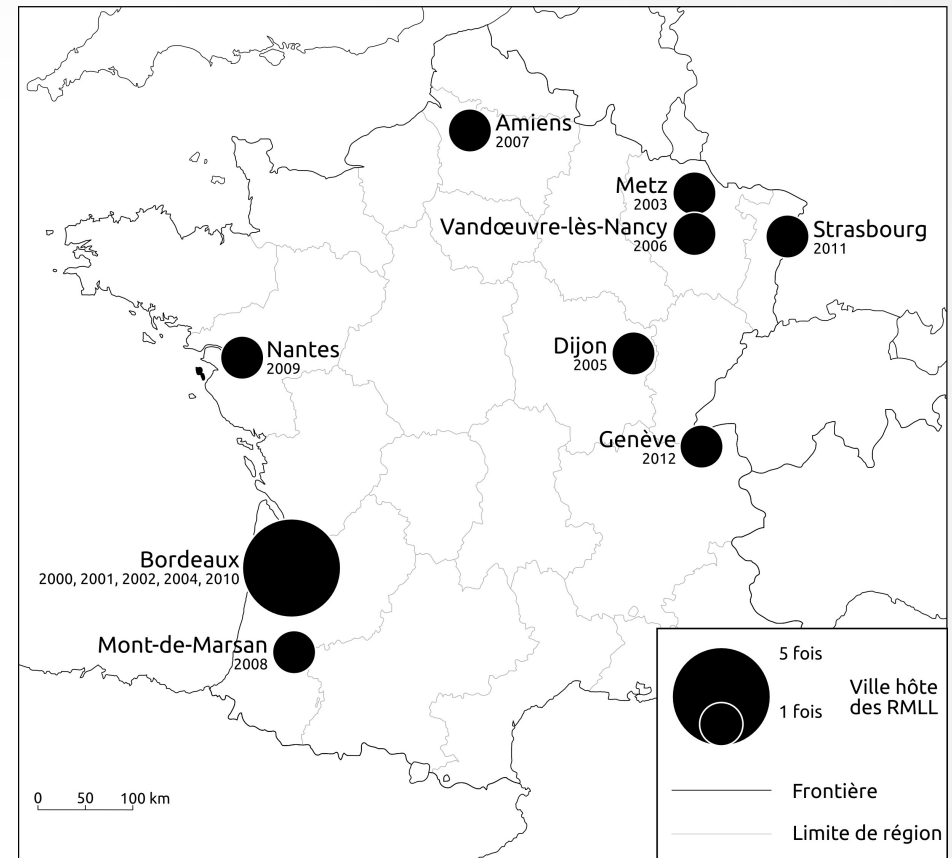 Amiens
2007
Metz
2003
Vandœuvre-lès-Nancy
2006
Strasbourg
2011
Nantes
2009
Dijon
2005
Genève
2012
Bordeaux
2000, 2001, 2002, 2004, 2010
Mont-de-Marsan
2008
5 fois
1 fois
Ville hôte
des RMLL
Frontière
Limite de région
0 50 100 km